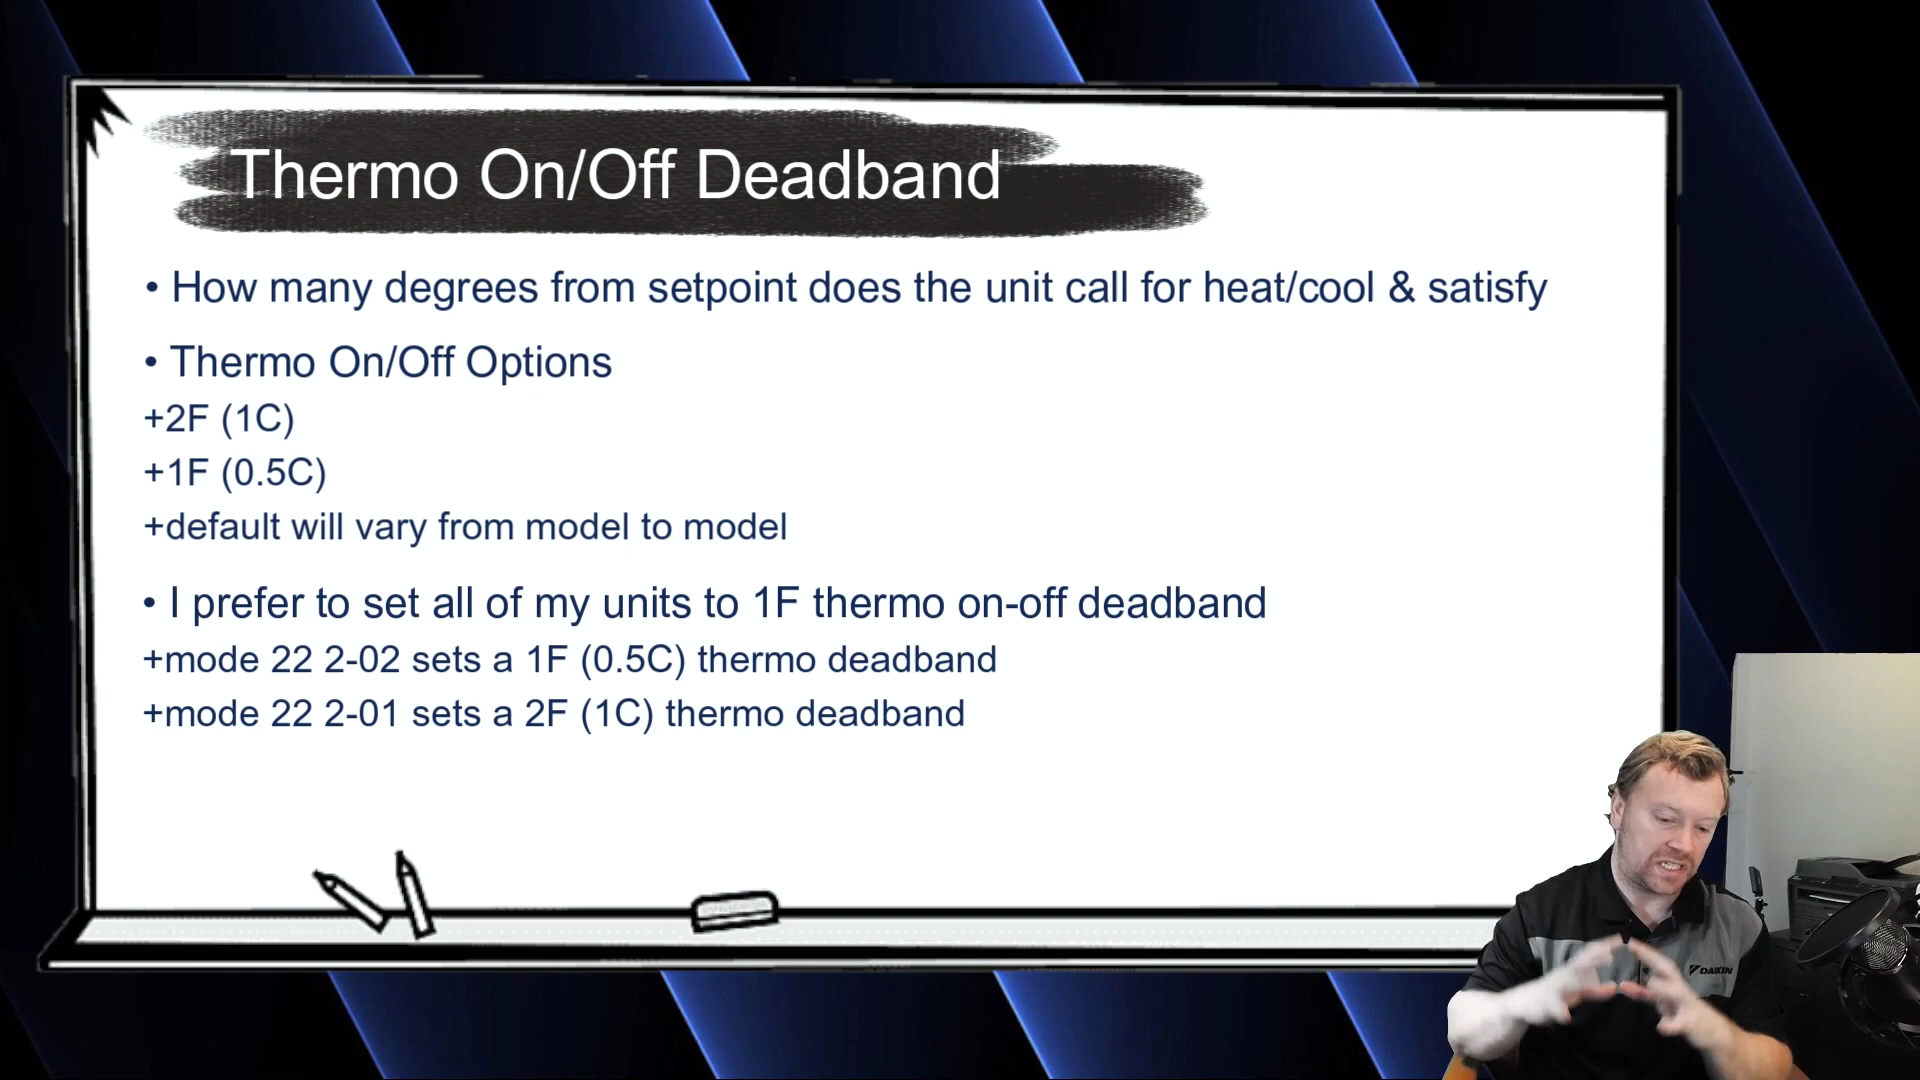 Thermo On/Off Deadband
• How many degrees from setpoint does the unit call for heat/cool & satisfy
• Thermo On/Off Options
+2F (1C)
+1F (0.5C)
+default will vary from model to model
• I prefer to set all of my units to 1F thermo on-off deadband
+mode 22 2-02 sets a 1F (0.5C) thermo deadband
+mode 22 2-01 sets a 2F (1C) thermo deadband
DAIKIN